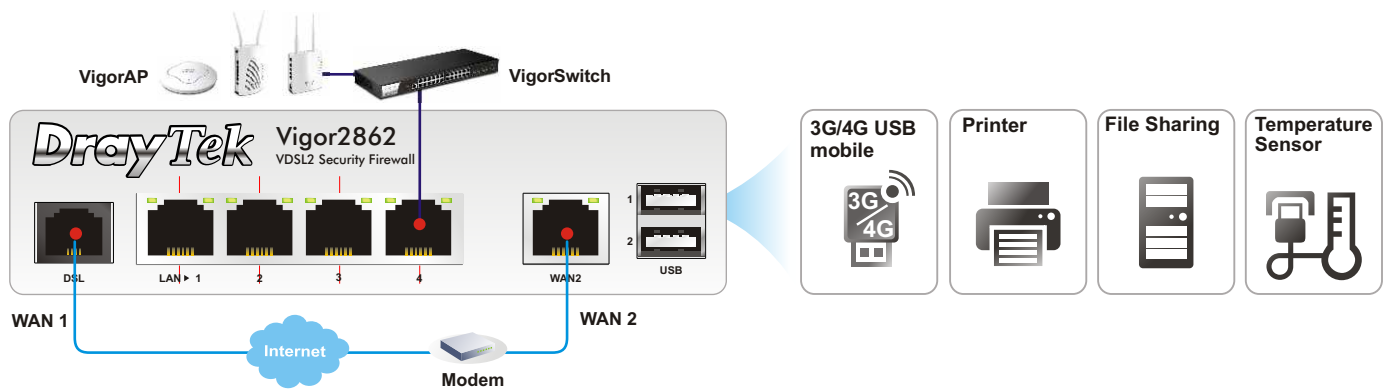 VigorAP
VigorSwitch
DrayTek
Vigor2862
VDSL2 Security Firewall
DSL
LAN ▶ 1
2
3
4
WAN2
1
2
USB
WAN 1
WAN 2
Internet
Modem
3G/4G USB
mobile
3G
4G
Printer
File Sharing
Temperature
Sensor